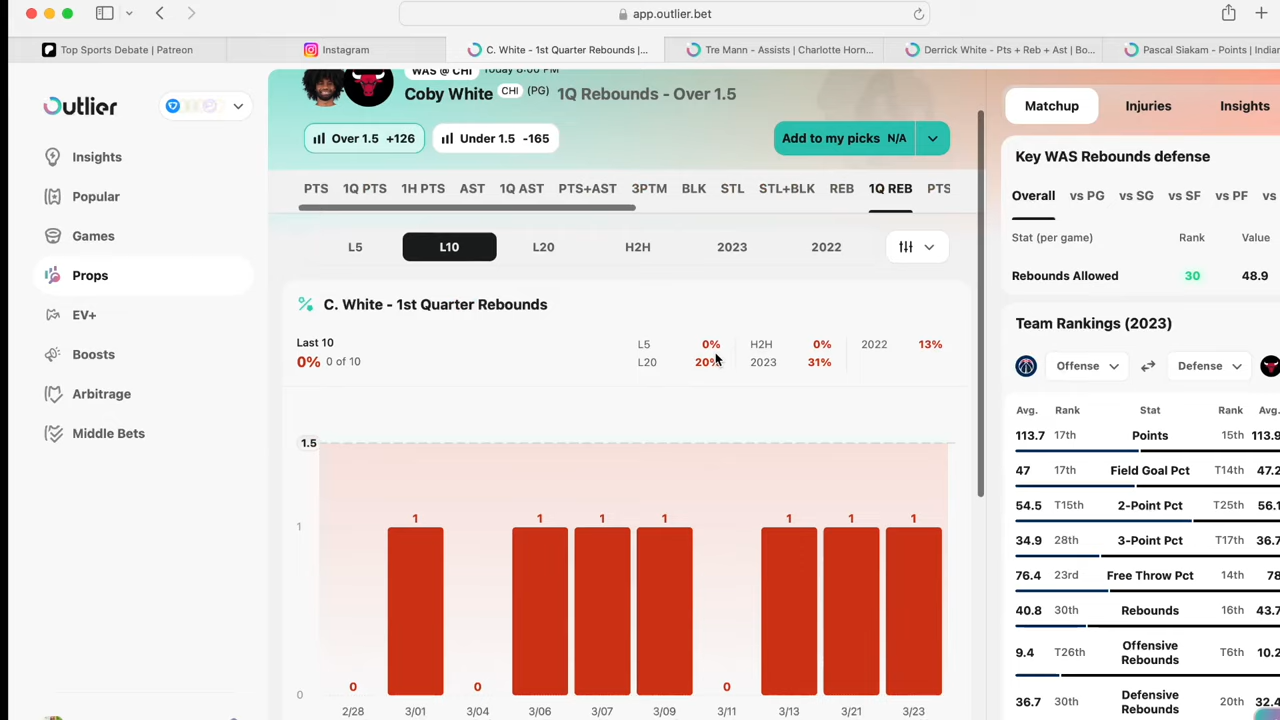 app.outlier.bet
Top Sports Debate | Patreon
Instagram
C. White - 1st Quarter Rebounds |...
Tre Mann - Assists | Charlotte Horn...
Derrick White - Pts + Reb + Ast | Bo...
Pascal Siakam - Points | Indian
Outlier
Insights
Popular
Games
Props
EV+
Boosts
Arbitrage
Middle Bets
WAS @ CHI Today 8:00 PM
Coby White CHI (PG) 1Q Rebounds - Over 1.5
Over 1.5 +126 Under 1.5 -165 Add to my picks N/A
PTS 1Q PTS 1H PTS AST 1Q AST PTS+AST 3PTM BLK STL STL+BLK REB 1Q REB PTS
L5 L10 L20 H2H 2023 2022
C. White - 1st Quarter Rebounds
Last 10
0% 0 of 10
L5 0% H2H 0% 2022 13%
L20 20% 2023 31%
1.5
1
0
0 1 0 1 1 1 0 1 1 1
2/28 3/01 3/04 3/06 3/07 3/09 3/11 3/13 3/21 3/23
Matchup Injuries Insights
Key WAS Rebounds defense
Overall vs PG vs SG vs SF vs PF vs
Stat (per game) Rank Value
Rebounds Allowed 30 48.9
Team Rankings (2023)
Offense Defense
Avg. Rank Stat Rank Avg.
113.7 17th Points 15th 113.9
47 17th Field Goal Pct T14th 47.2
54.5 T15th 2-Point Pct T25th 56.1
34.9 28th 3-Point Pct T17th 36.7
76.4 23rd Free Throw Pct 14th 78
40.8 30th Rebounds 16th 43.7
9.4 T26th Offensive Rebounds T6th 10.2
36.7 30th Defensive Rebounds 20th 32.4